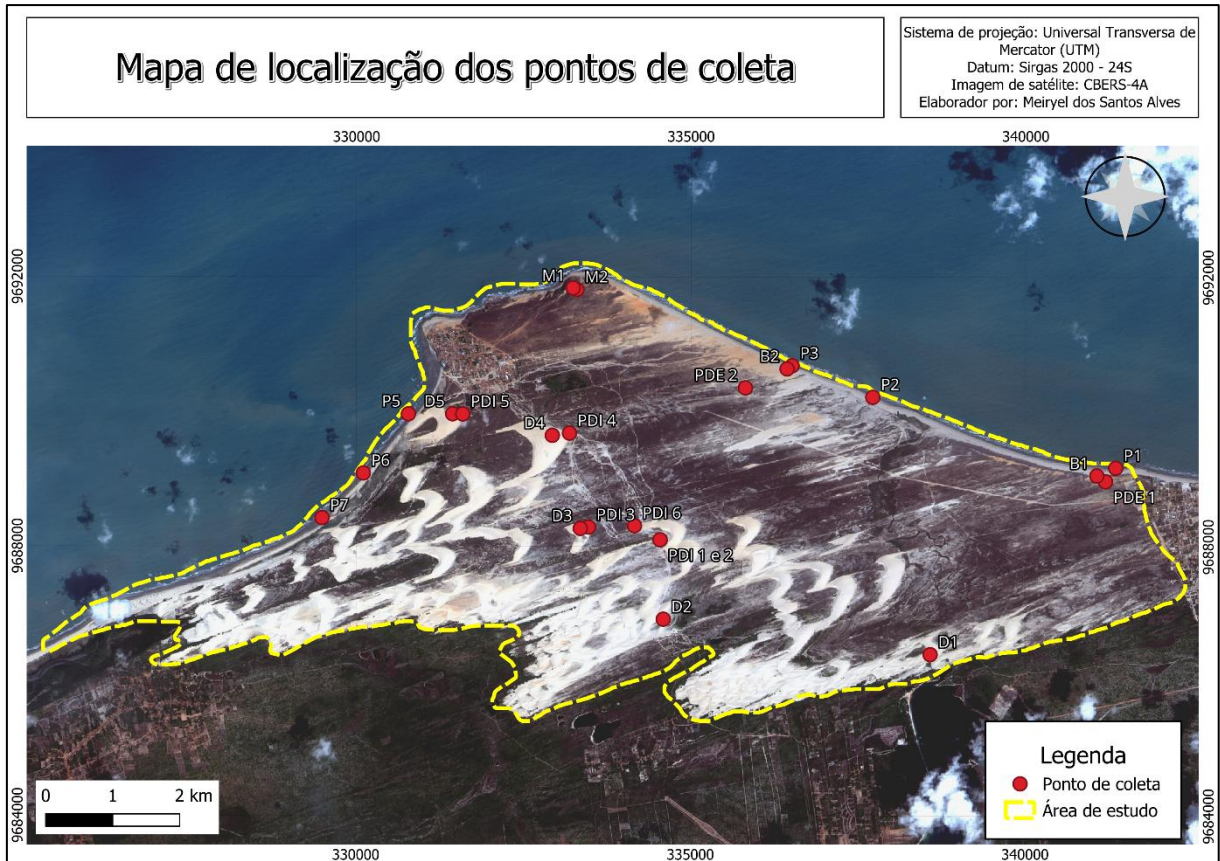 Mapa de localização dos pontos de coleta
Sistema de projeção: Universal Transversa de
Mercator (UTM)
Datum: Sirgas 2000 - 24S
Imagem de satélite: CBERS-4A
Elaborador por: Meiryel dos Santos Alves
330000 335000 340000
9692000 9692000
M1 M2
B2 P3
PDE 2 P2
P5 D5 PDI 5
D4 PDI 4
P6 B1 P1
PDE 1
P7
D3 PDI 3 PDI 6
9688000 9688000
PDI 1 e 2
D2
D1
Legenda
Ponto de coleta
Área de estudo
0 1 2 km
9684000 9684000
330000 335000 340000